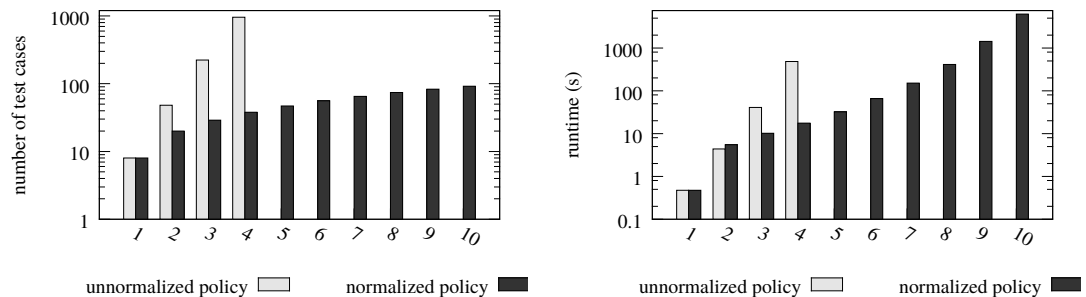 number of test cases
1000
100
10
1
1 2 3 4 5 6 7 8 9 10
unnormalized policy
normalized policy
runtime (s)
1000
100
10
1
0.1
1 2 3 4 5 6 7 8 9 10
unnormalized policy
normalized policy